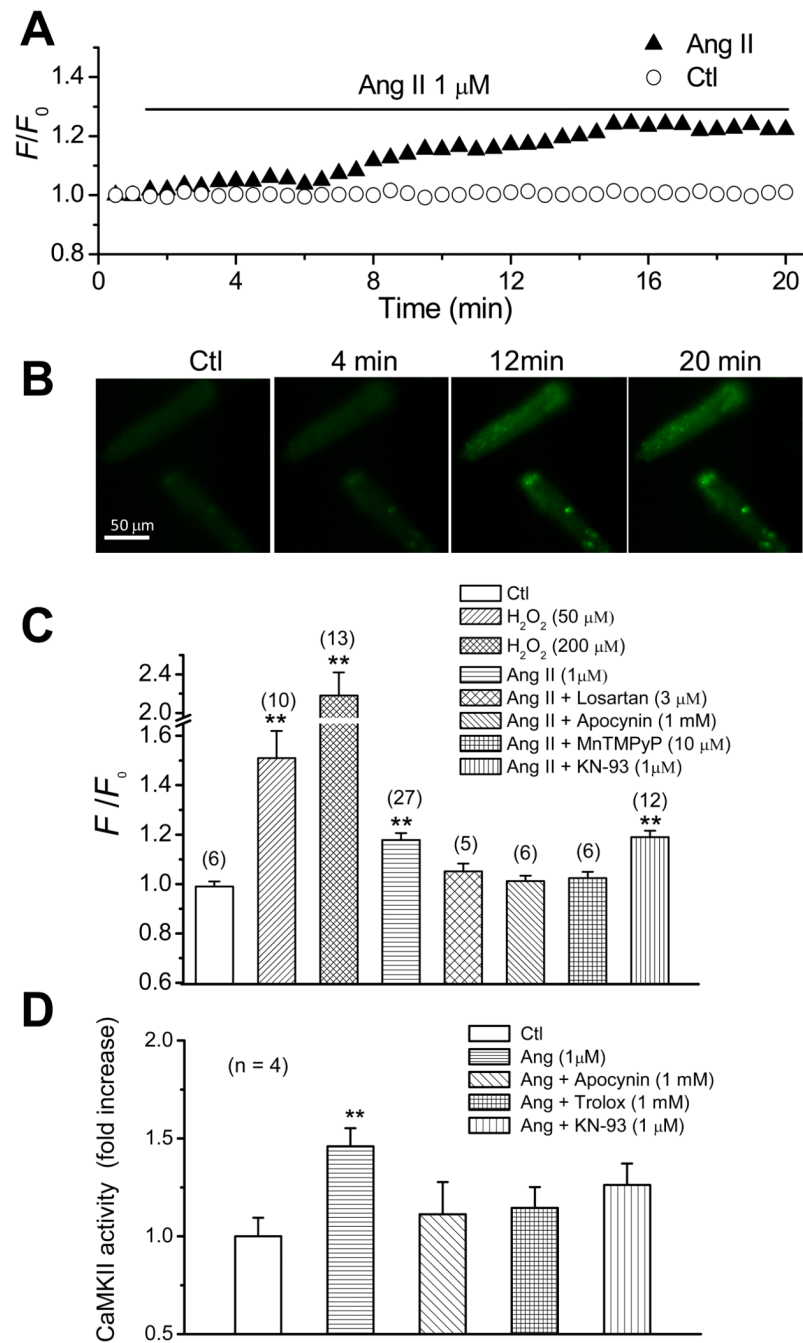 A
Ang II
Ctl
Ang II 1 μM
F/F0
1.4
1.2
1.0
0.8
0 4 8 12 16 20
Time (min)
B
Ctl 4 min 12min 20 min
50 μm
C
Ctl
H2O2 (50 μM)
H2O2 (200 μM)
Ang II (1μM)
Ang II + Losartan (3 μM)
Ang II + Apocynin (1 mM)
Ang II + MnTMPyP (10 μM)
Ang II + KN-93 (1μM)
F/F0
2.4
2.0
1.6
1.4
1.2
1.0
0.8
0.6
(6)
(10)
**
(13)
**
(27)
**
(5)
(6)
(6)
(12)
**
D
CaMKII activity (fold increase)
2.0
1.5
1.0
0.5
(n = 4)
**
Ctl
Ang (1μM)
Ang + Apocynin (1 mM)
Ang + Trolox (1 mM)
Ang + KN-93 (1 μM)